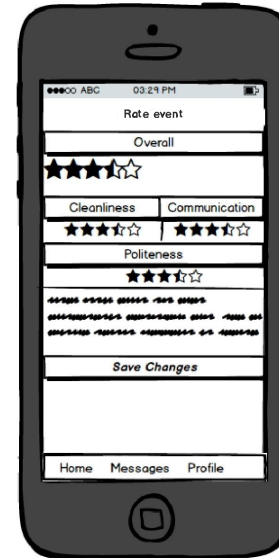 ABC 03:29 PM
Rate event
Overall
Cleanliness Communication
Politeness
Save Changes
Home Messages Profile